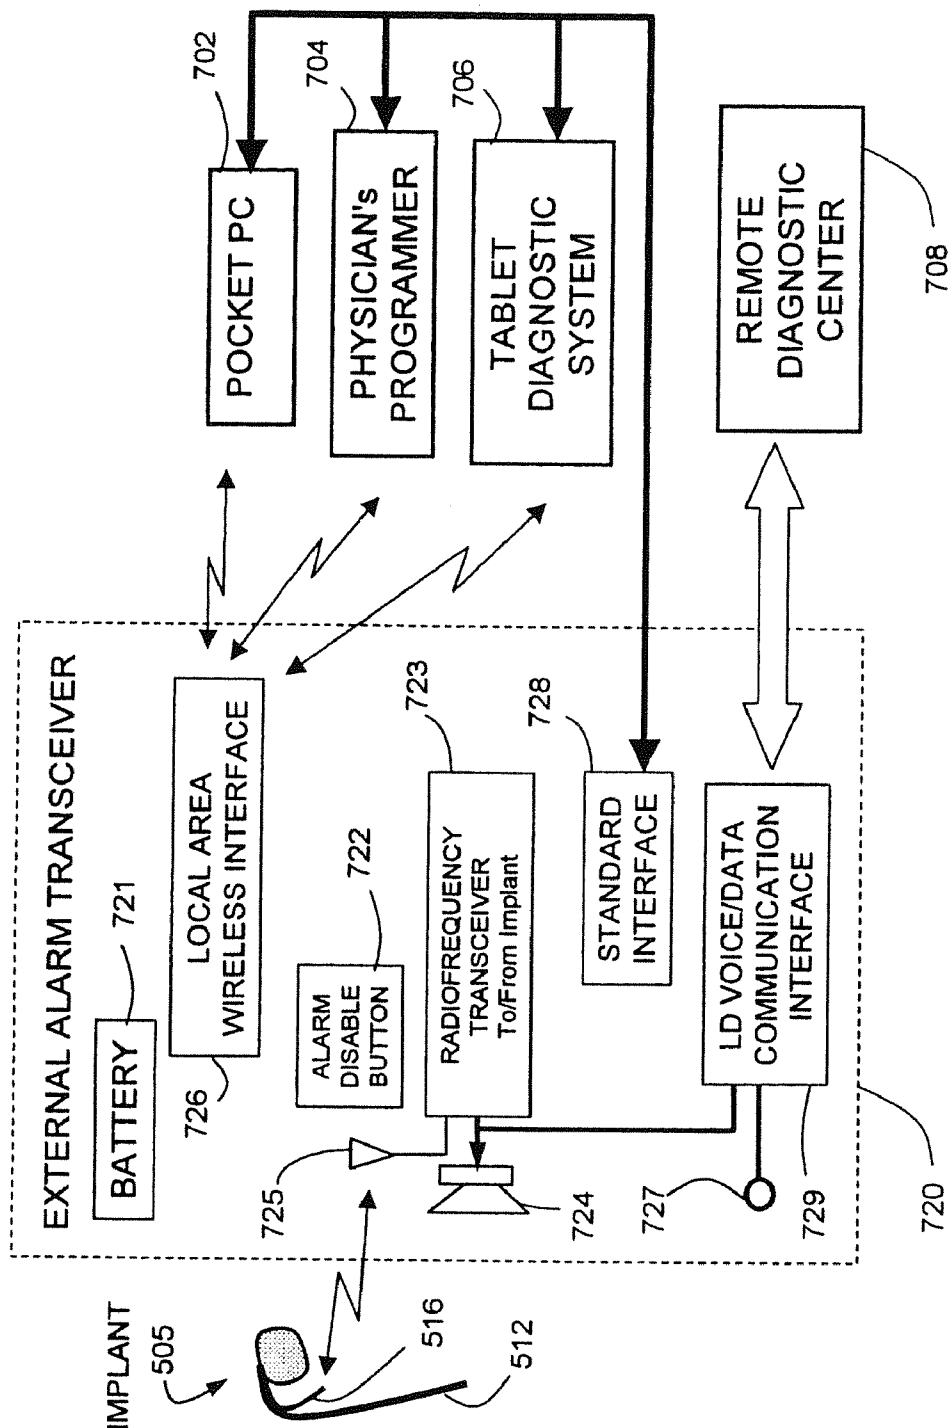 IMPLANT
505
516
512
EXTERNAL ALARM TRANSCEIVER
BATTERY
721
LOCAL AREA
WIRELESS INTERFACE
726
ALARM
DISABLE
BUTTON
722
725
RADIOFREQUENCY
TRANSCEIVER
To/From Implant
723
724
STANDARD
INTERFACE
728
LD VOICE/DATA
COMMUNICATION
INTERFACE
727
729
720
POCKET PC
702
PHYSICIAN's
PROGRAMMER
704
TABLET
DIAGNOSTIC
SYSTEM
706
REMOTE
DIAGNOSTIC
CENTER
708